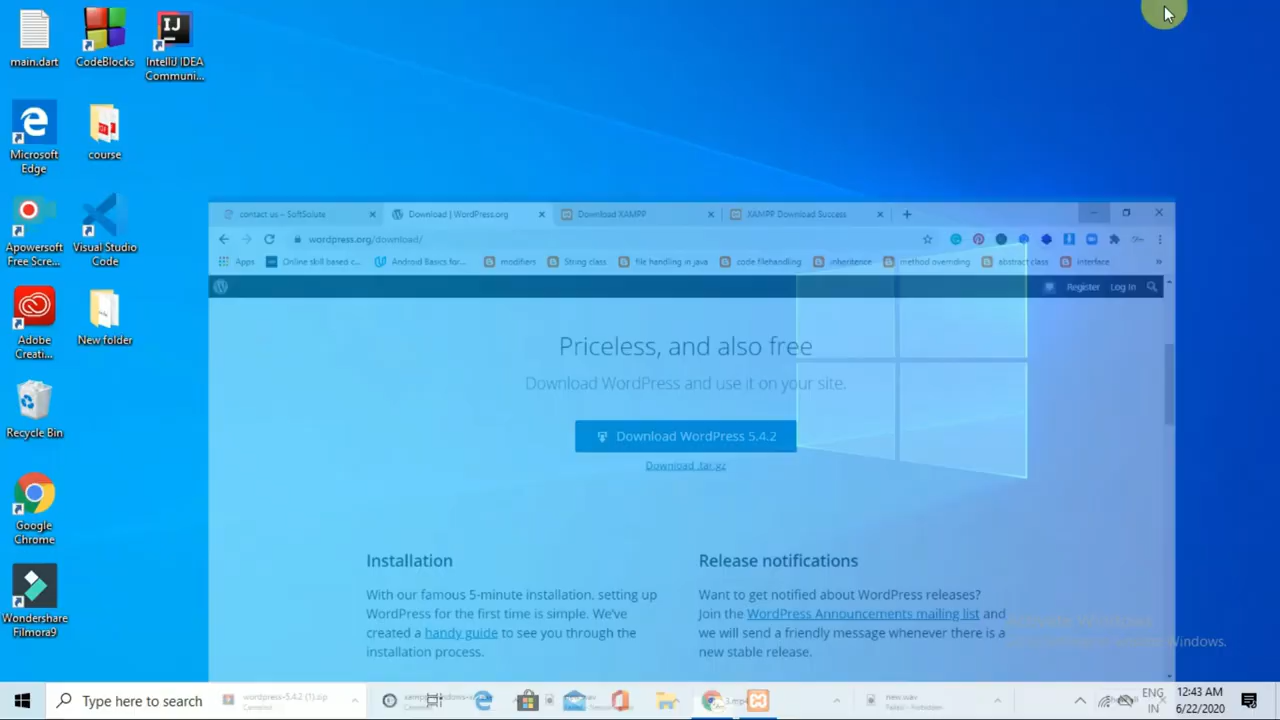 main.dart
CodeBlocks
IntelliJ IDEA
Communi...
Microsoft
Edge
course
Apowersoft
Free Scre...
Visual Studio
Code
Adobe
Creati...
New folder
Recycle Bin
Google
Chrome
Wondershare
Filmora9
contact us – SoftSolute
Download | WordPress.org
Download XAMPP
XAMPP Download Success
wordpress.org/download/
Apps
Online skill based c...
Android Basics for...
modifiers
String class
file handling in java
code filehandling
inheritence
method overriding
abstract class
interface
Register
Log In
Priceless, and also free
Download WordPress and use it on your site.
Download WordPress 5.4.2
Download .tar.gz
Installation
With our famous 5-minute installation, setting up
WordPress for the first time is simple. We've
created a handy guide to see you through the
installation process.
Release notifications
Want to get notified about WordPress releases?
Join the WordPress Announcements mailing list and
we will send a friendly message whenever there is a
new stable release.
Windows.
Type here to search
wordpress-5.4.2 (1).zip
ENG
IN
12:43 AM
6/22/2020